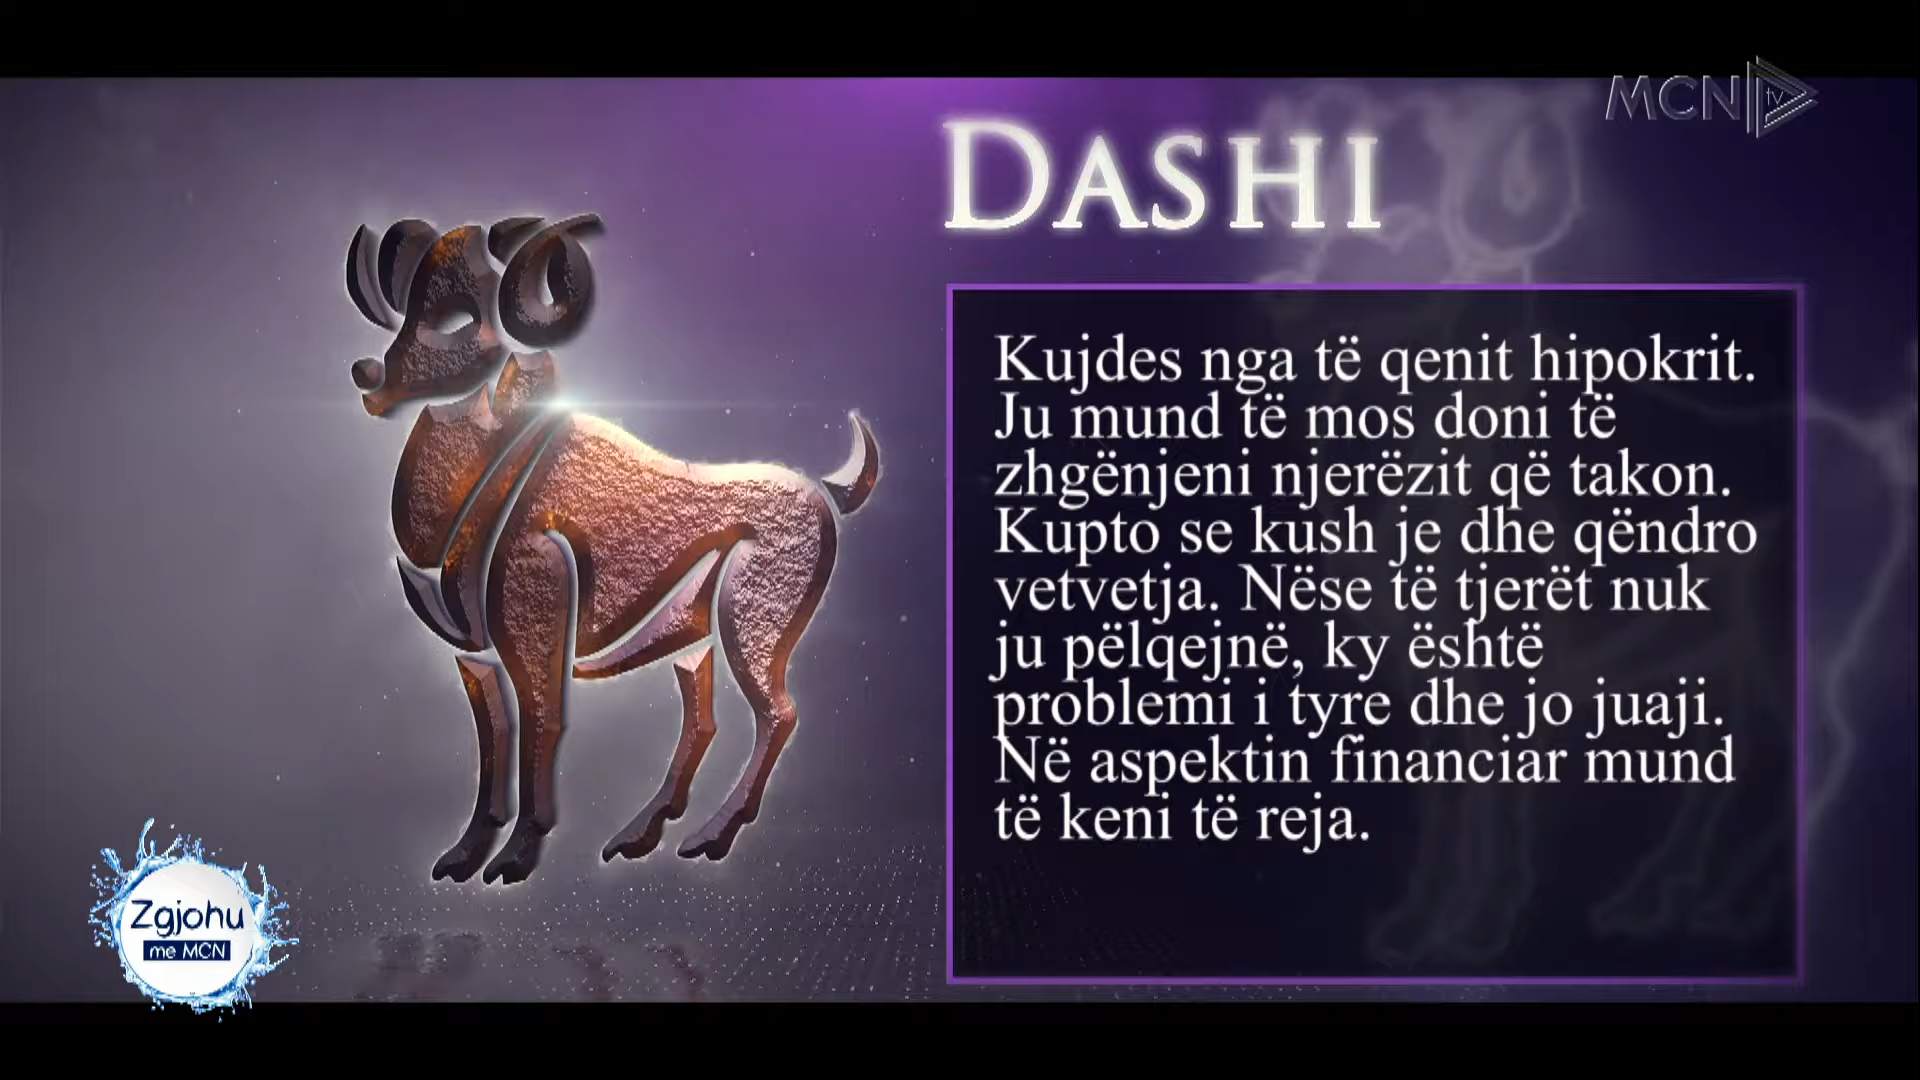 MCN tv
DASHI
Kujdes nga të qenit hipokrit.
Ju mund të mos doni të
zhgënjeni njerëzit që takon.
Kupto se kush je dhe qëndro
vetvetja. Nëse të tjerët nuk
ju pëlqejnë, ky është
problemi i tyre dhe jo juaji.
Në aspektin financiar mund
të keni të reja.
Zgjohu
me MCN